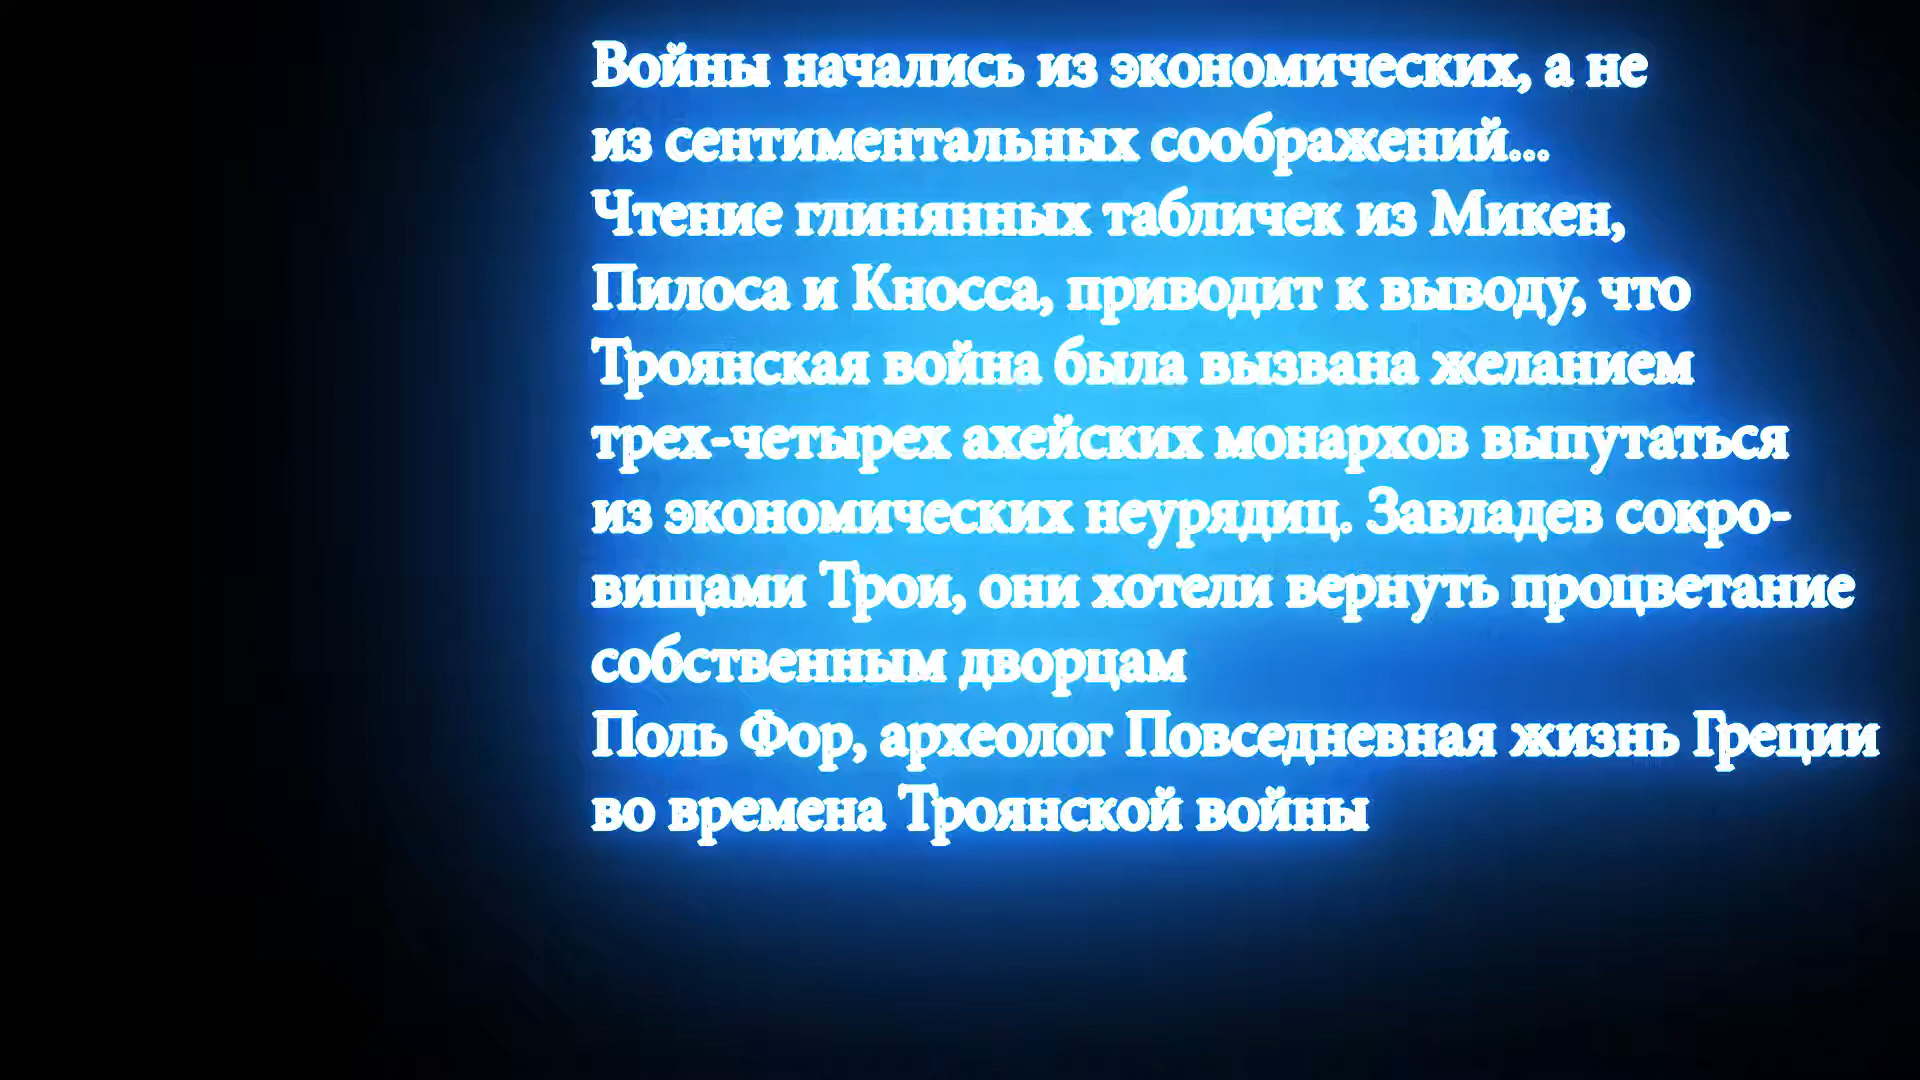 Войны начались из экономических, а не
из сентиментальных соображений...
Чтение глинянных табличек из Микен,
Пилоса и Кносса, приводит к выводу, что
Троянская война была вызвана желанием
трех-четырех ахейских монархов выпутаться
из экономических неурядиц. Завладев сокро-
вищами Трои, они хотели вернуть процветание
собственным дворцам
Поль Фор, археолог Повседневная жизнь Греции
во времена Троянской войны